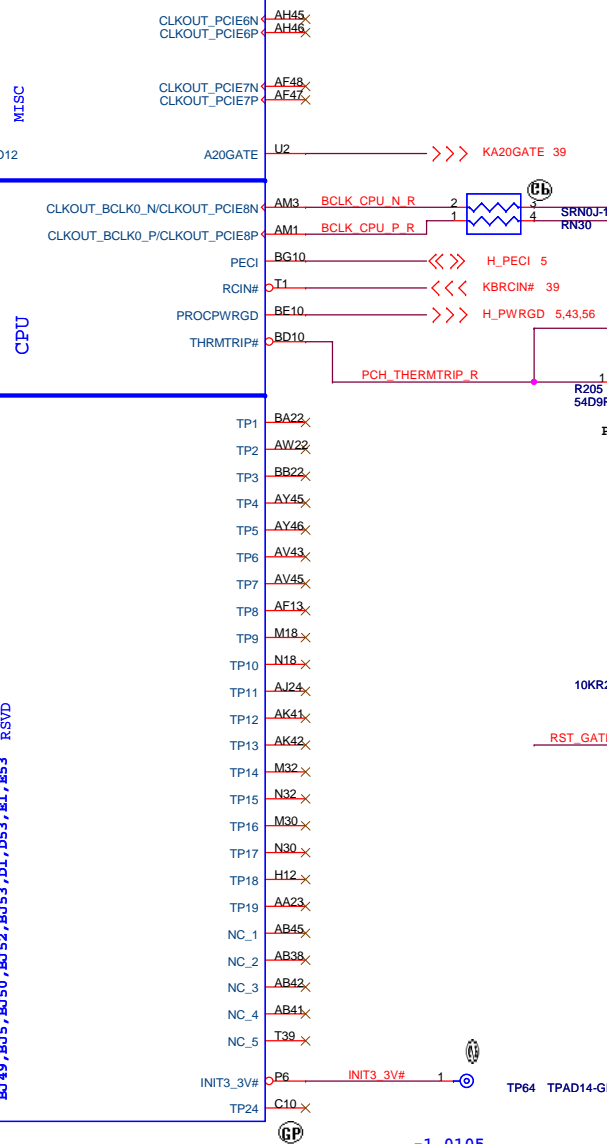 CLKOUT_PCIE6N AH45
CLKOUT_PCIE6P AH46
CLKOUT_PCIE7N AF48
CLKOUT_PCIE7P AF47
MISC
A20GATE U2 KA20GATE 39
CLKOUT_BCLK0_N/CLKOUT_PCIE8N AM3 BCLK_CPU_N_R 2 3
CLKOUT_BCLK0_P/CLKOUT_PCIE8P AM1 BCLK_CPU_P_R 1 4
RN30
PECI BG10 H_PECI 5
RCIN# T1 KBRCIN# 39
PROCPWRGD BE10 H_PWRGD 5,43,56
THRMTRIP# BD10
CPU
PCH_THERMTRIP_R 1
R205
TP1 BA22
TP2 AW22
TP3 BB22
TP4 AY45
TP5 AY46
TP6 AV43
TP7 AV45
TP8 AF13
TP9 M18
TP10 N18
TP11 AJ24
TP12 AK41
TP13 AK42
TP14 M32
TP15 N32
TP16 M30
TP17 N30
TP18 H12
TP19 AA23
NC_1 AB45
NC_2 AB38
NC_3 AB42
NC_4 AB41
NC_5 T39
RSVD
INIT3_3V# P6 INIT3_3V# 1
TP64
TP24 C10
GP